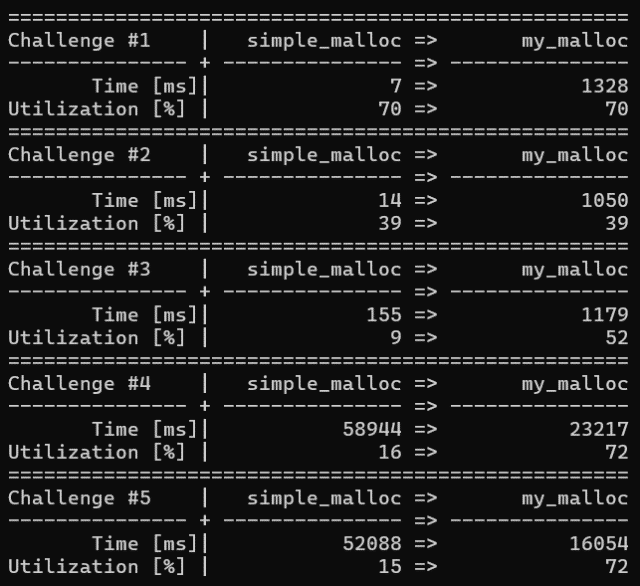 ====================================================
Challenge #1    |   simple_malloc =>       my_malloc
--------------- + --------------- => ---------------
       Time [ms]|               7 =>            1328
Utilization [%] |              70 =>              70
====================================================
Challenge #2    |   simple_malloc =>       my_malloc
--------------- + --------------- => ---------------
       Time [ms]|              14 =>            1050
Utilization [%] |              39 =>              39
====================================================
Challenge #3    |   simple_malloc =>       my_malloc
--------------- + --------------- => ---------------
       Time [ms]|             155 =>            1179
Utilization [%] |               9 =>              52
====================================================
Challenge #4    |   simple_malloc =>       my_malloc
--------------- + --------------- => ---------------
       Time [ms]|           58944 =>           23217
Utilization [%] |              16 =>              72
====================================================
Challenge #5    |   simple_malloc =>       my_malloc
--------------- + --------------- => ---------------
       Time [ms]|           52088 =>           16054
Utilization [%] |              15 =>              72